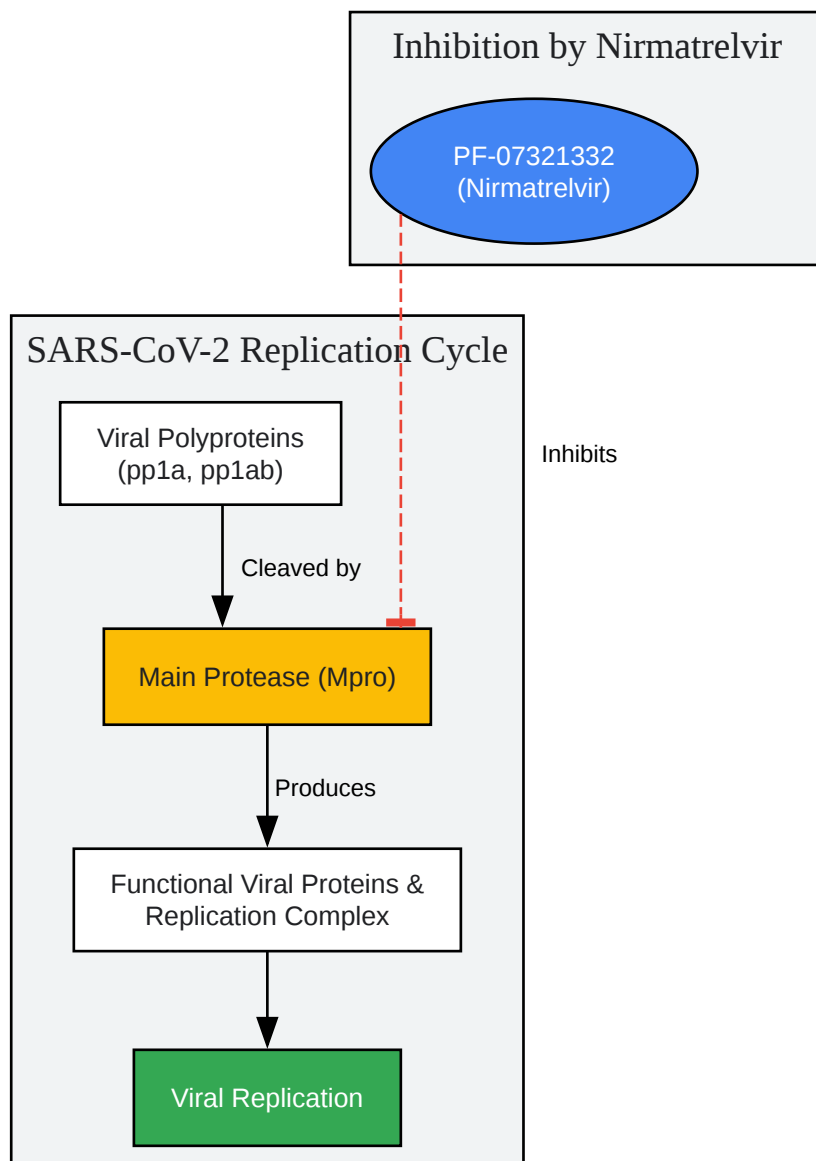 Inhibition by Nirmatrelvir
PF-07321332
(Nirmatrelvir)
SARS-CoV-2 Replication Cycle
Viral Polyproteins
(pp1a, pp1ab)
Inhibits
Cleaved by
Main Protease (Mpro)
Produces
Functional Viral Proteins &
Replication Complex
Viral Replication